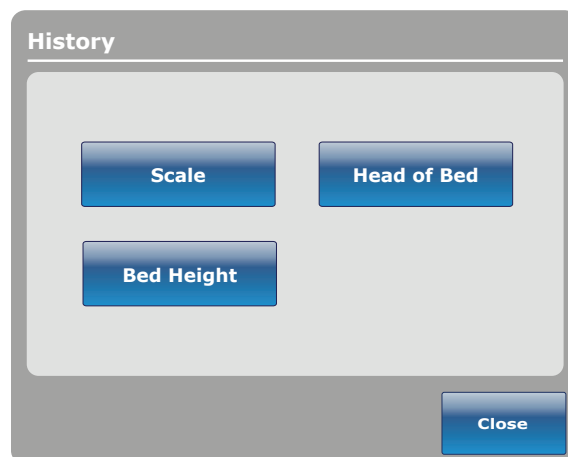 History
Scale
Head of Bed
Bed Height
Close